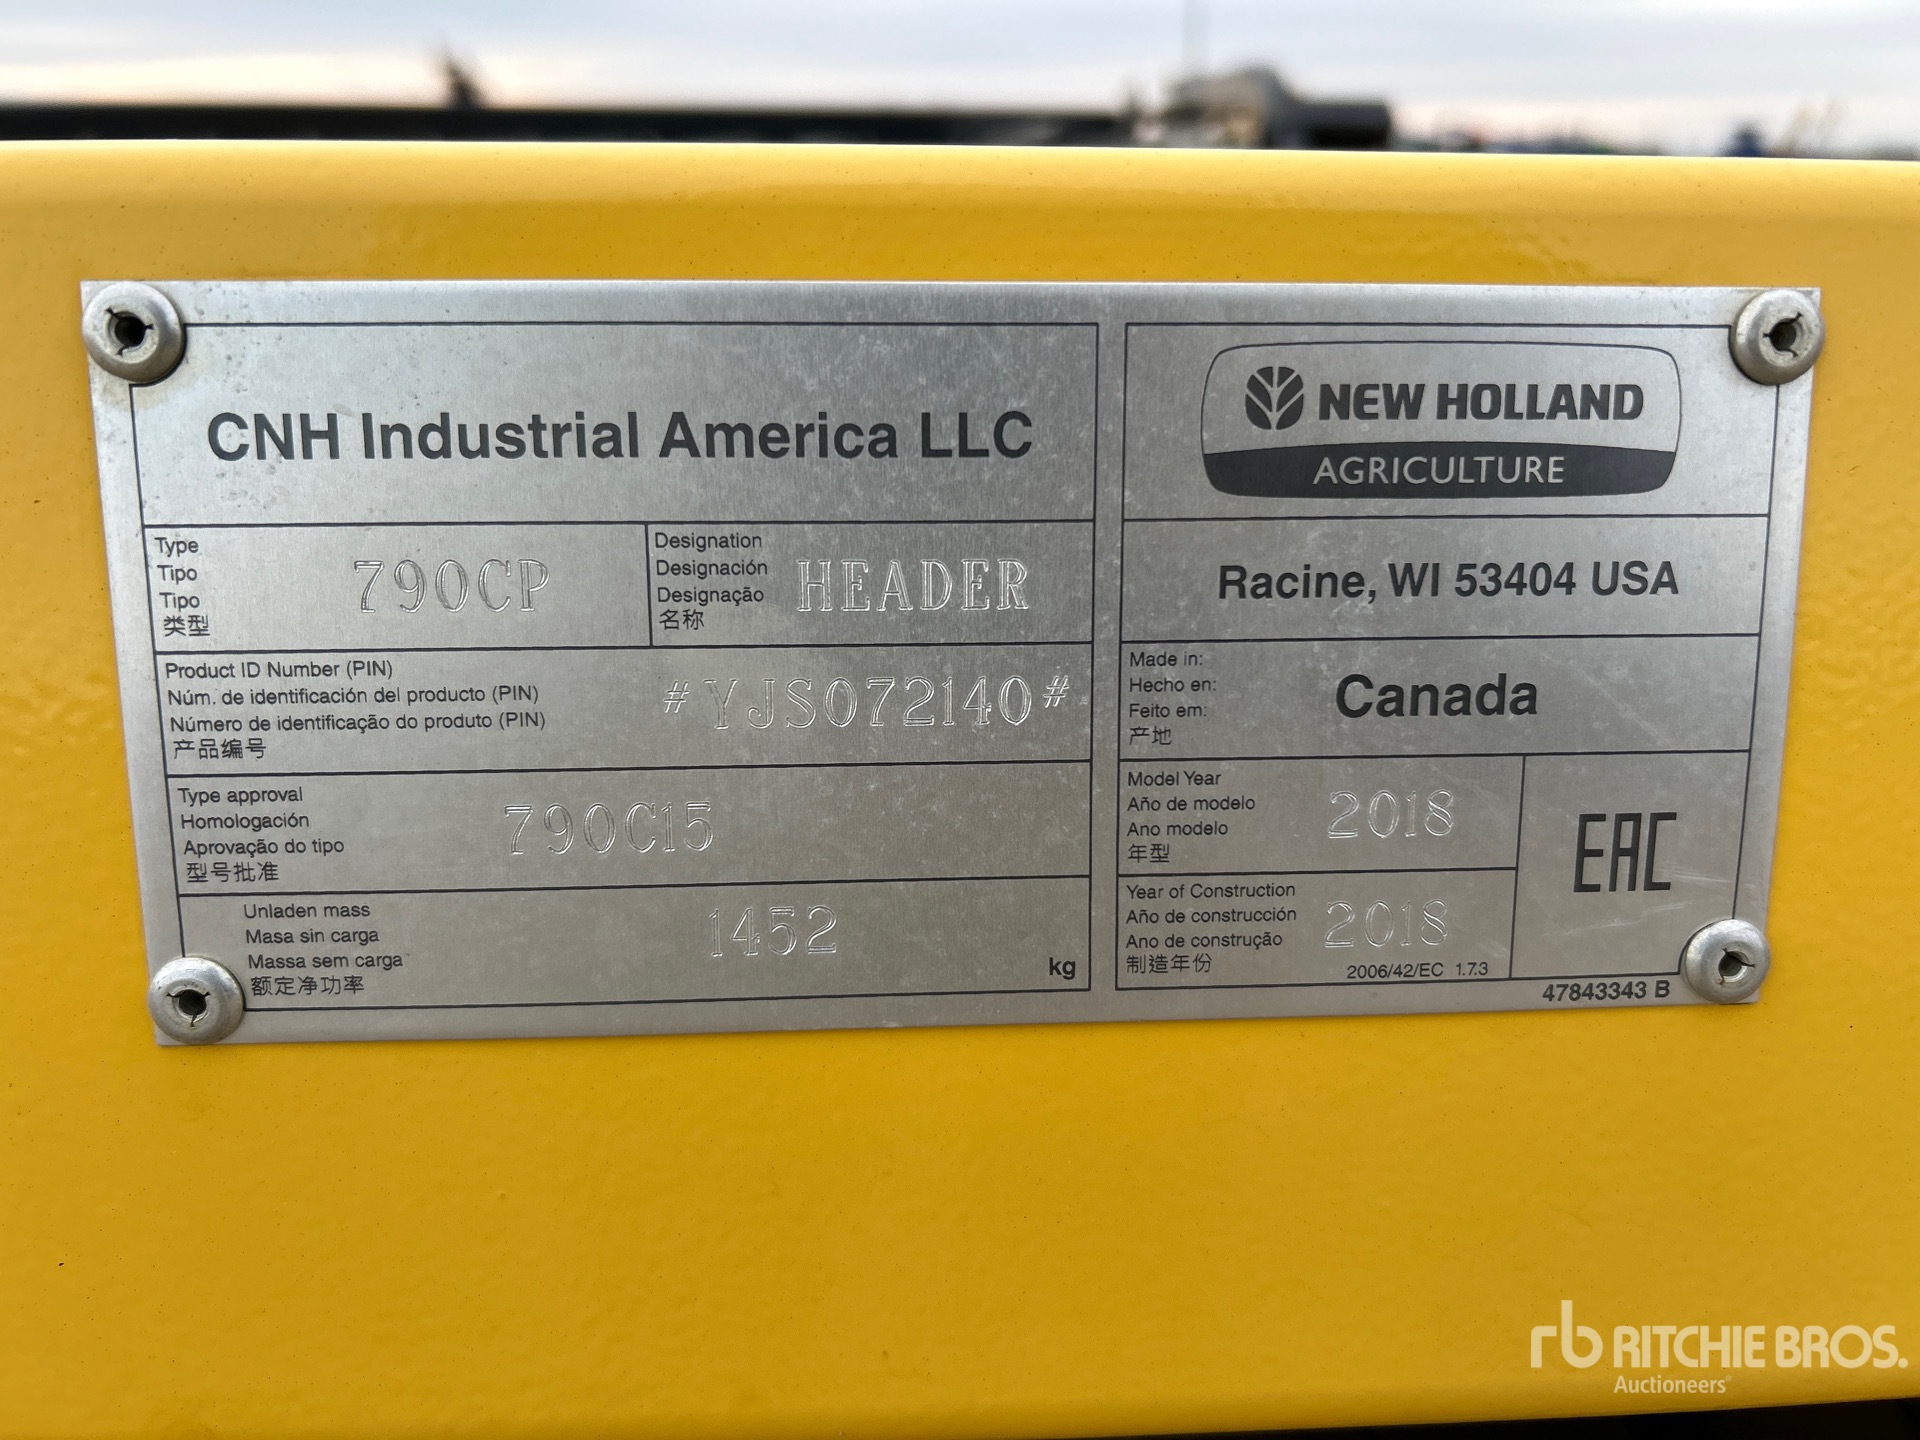 CNH Industrial America LLC
Type
Tipo
Tipo
类型
790CP
Designation
Designación
Designação
名称
HEADER
Product ID Number (PIN)
Núm. de identificación del producto (PIN)
Número de identificação do produto (PIN)
产品编号
#YJS072140#
Type approval
Homologación
Aprovação do tipo
型号批准
790C15
Unladen mass
Masa sin carga
Massa sem carga
额定净功率
1452
kg
NEW HOLLAND
AGRICULTURE
Racine, WI 53404 USA
Made in:
Hecho en:
Feito em:
产地
Canada
Model Year
Año de modelo
Ano modelo
年型
2018
Year of Construction
Año de construcción
Ano de construção
制造年份
2018
2006/42/EC 1.7.3
EAC
47843343 B
rb RITCHIE BROS.
Auctioneers